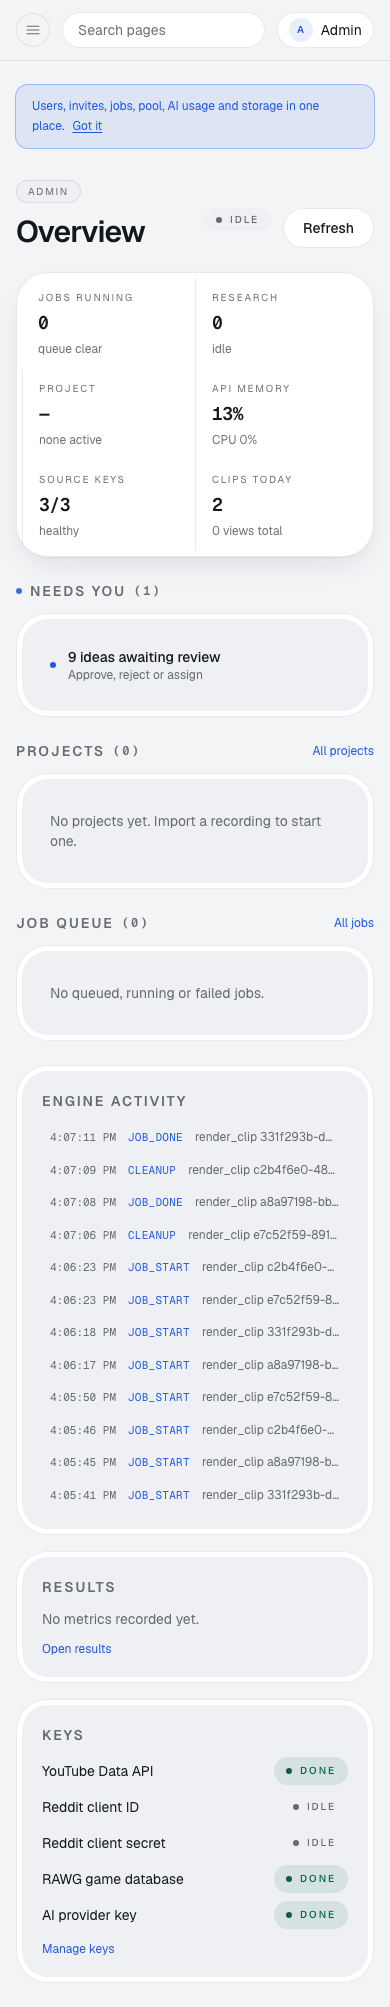 Search pages
A Admin
Users, invites, jobs, pool, AI usage and storage in one
place. Got it
ADMIN
Overview
IDLE
Refresh
JOBS RUNNING
0
queue clear
RESEARCH
0
idle
PROJECT
—
none active
API MEMORY
13%
CPU 0%
SOURCE KEYS
3/3
healthy
CLIPS TODAY
2
0 views total
NEEDS YOU (1)
9 ideas awaiting review
Approve, reject or assign
PROJECTS (0) All projects
No projects yet. Import a recording to start
one.
JOB QUEUE (0) All jobs
No queued, running or failed jobs.
ENGINE ACTIVITY
4:07:11 PM JOB_DONE render_clip 331f293b-d...
4:07:09 PM CLEANUP render_clip c2b4f6e0-48...
4:07:08 PM JOB_DONE render_clip a8a97198-bb...
4:07:06 PM CLEANUP render_clip e7c52f59-891...
4:06:23 PM JOB_START render_clip c2b4f6e0-...
4:06:23 PM JOB_START render_clip e7c52f59-8...
4:06:18 PM JOB_START render_clip 331f293b-d...
4:06:17 PM JOB_START render_clip a8a97198-b...
4:05:50 PM JOB_START render_clip e7c52f59-8...
4:05:46 PM JOB_START render_clip c2b4f6e0-...
4:05:45 PM JOB_START render_clip a8a97198-b...
4:05:41 PM JOB_START render_clip 331f293b-d...
RESULTS
No metrics recorded yet.
Open results
KEYS
YouTube Data API DONE
Reddit client ID IDLE
Reddit client secret IDLE
RAWG game database DONE
AI provider key DONE
Manage keys